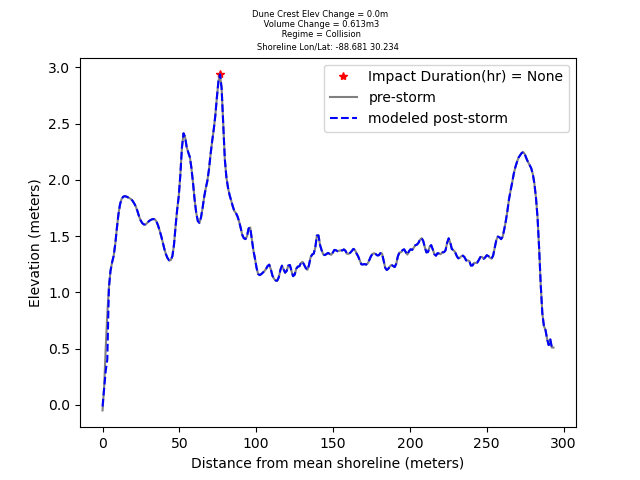 Dune Crest Elev Change = 0.0m
Volume Change = 0.613m3
Regime = Collision
Shoreline Lon/Lat: -88.681 30.234
Impact Duration(hr) = None
pre-storm
modeled post-storm
3.0
2.5
2.0
1.5
1.0
0.5
0.0
Elevation (meters)
0 50 100 150 200 250 300
Distance from mean shoreline (meters)